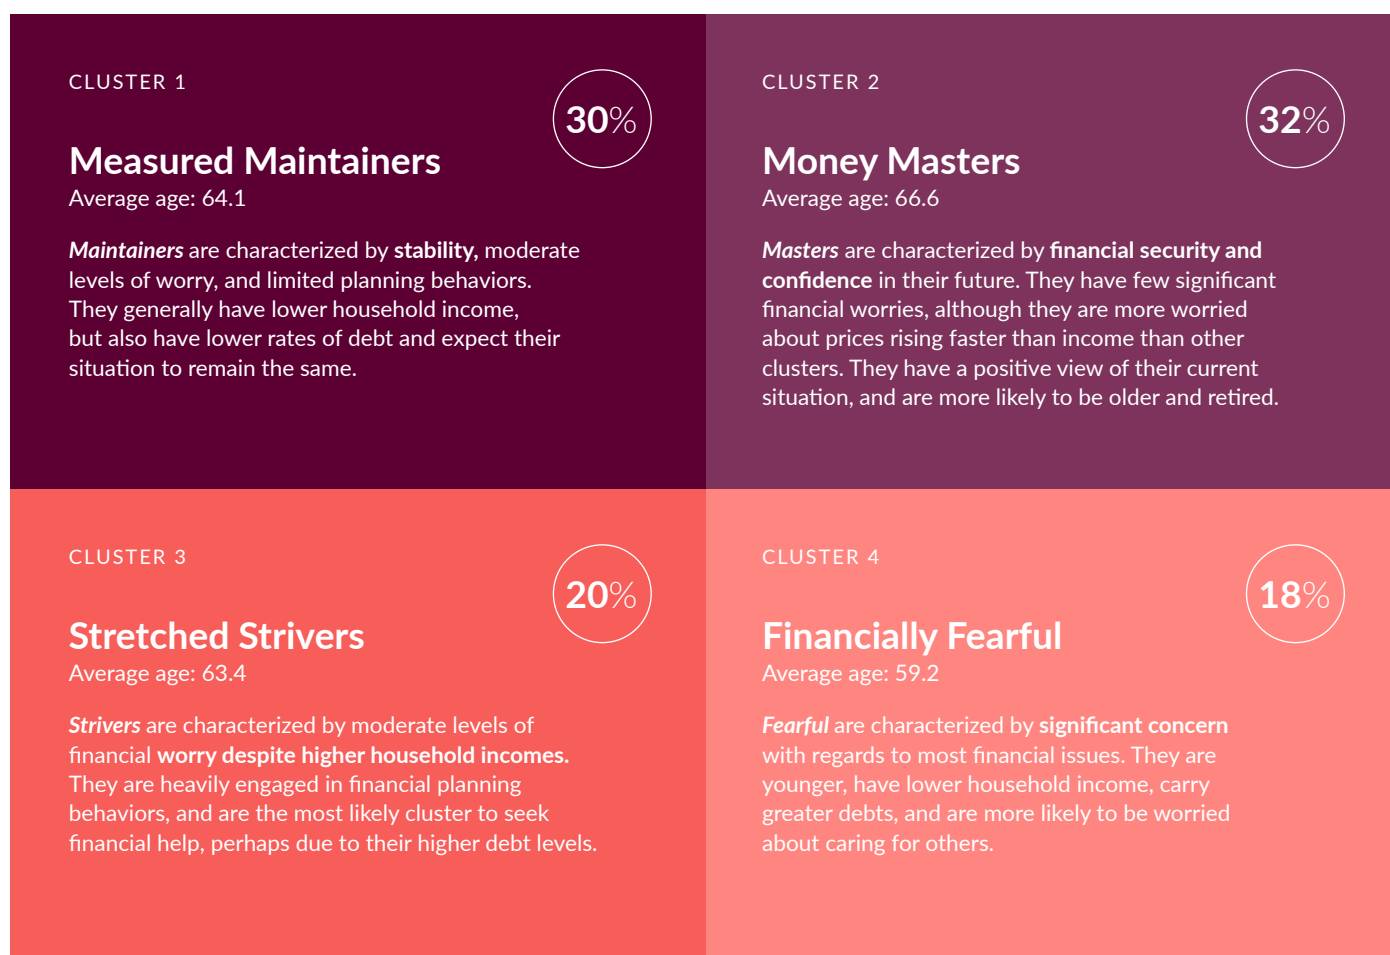 CLUSTER 1
30%
Measured Maintainers
Average age: 64.1
Maintainers are characterized by stability, moderate
levels of worry, and limited planning behaviors.
They generally have lower household income,
but also have lower rates of debt and expect their
situation to remain the same.
CLUSTER 2
32%
Money Masters
Average age: 66.6
Masters are characterized by financial security and
confidence in their future. They have few significant
financial worries, although they are more worried
about prices rising faster than income than other
clusters. They have a positive view of their current
situation, and are more likely to be older and retired.
CLUSTER 3
20%
Stretched Strivers
Average age: 63.4
Strivers are characterized by moderate levels of
financial worry despite higher household incomes.
They are heavily engaged in financial planning
behaviors, and are the most likely cluster to seek
financial help, perhaps due to their higher debt levels.
CLUSTER 4
18%
Financially Fearful
Average age: 59.2
Fearful are characterized by significant concern
with regards to most financial issues. They are
younger, have lower household income, carry
greater debts, and are more likely to be worried
about caring for others.